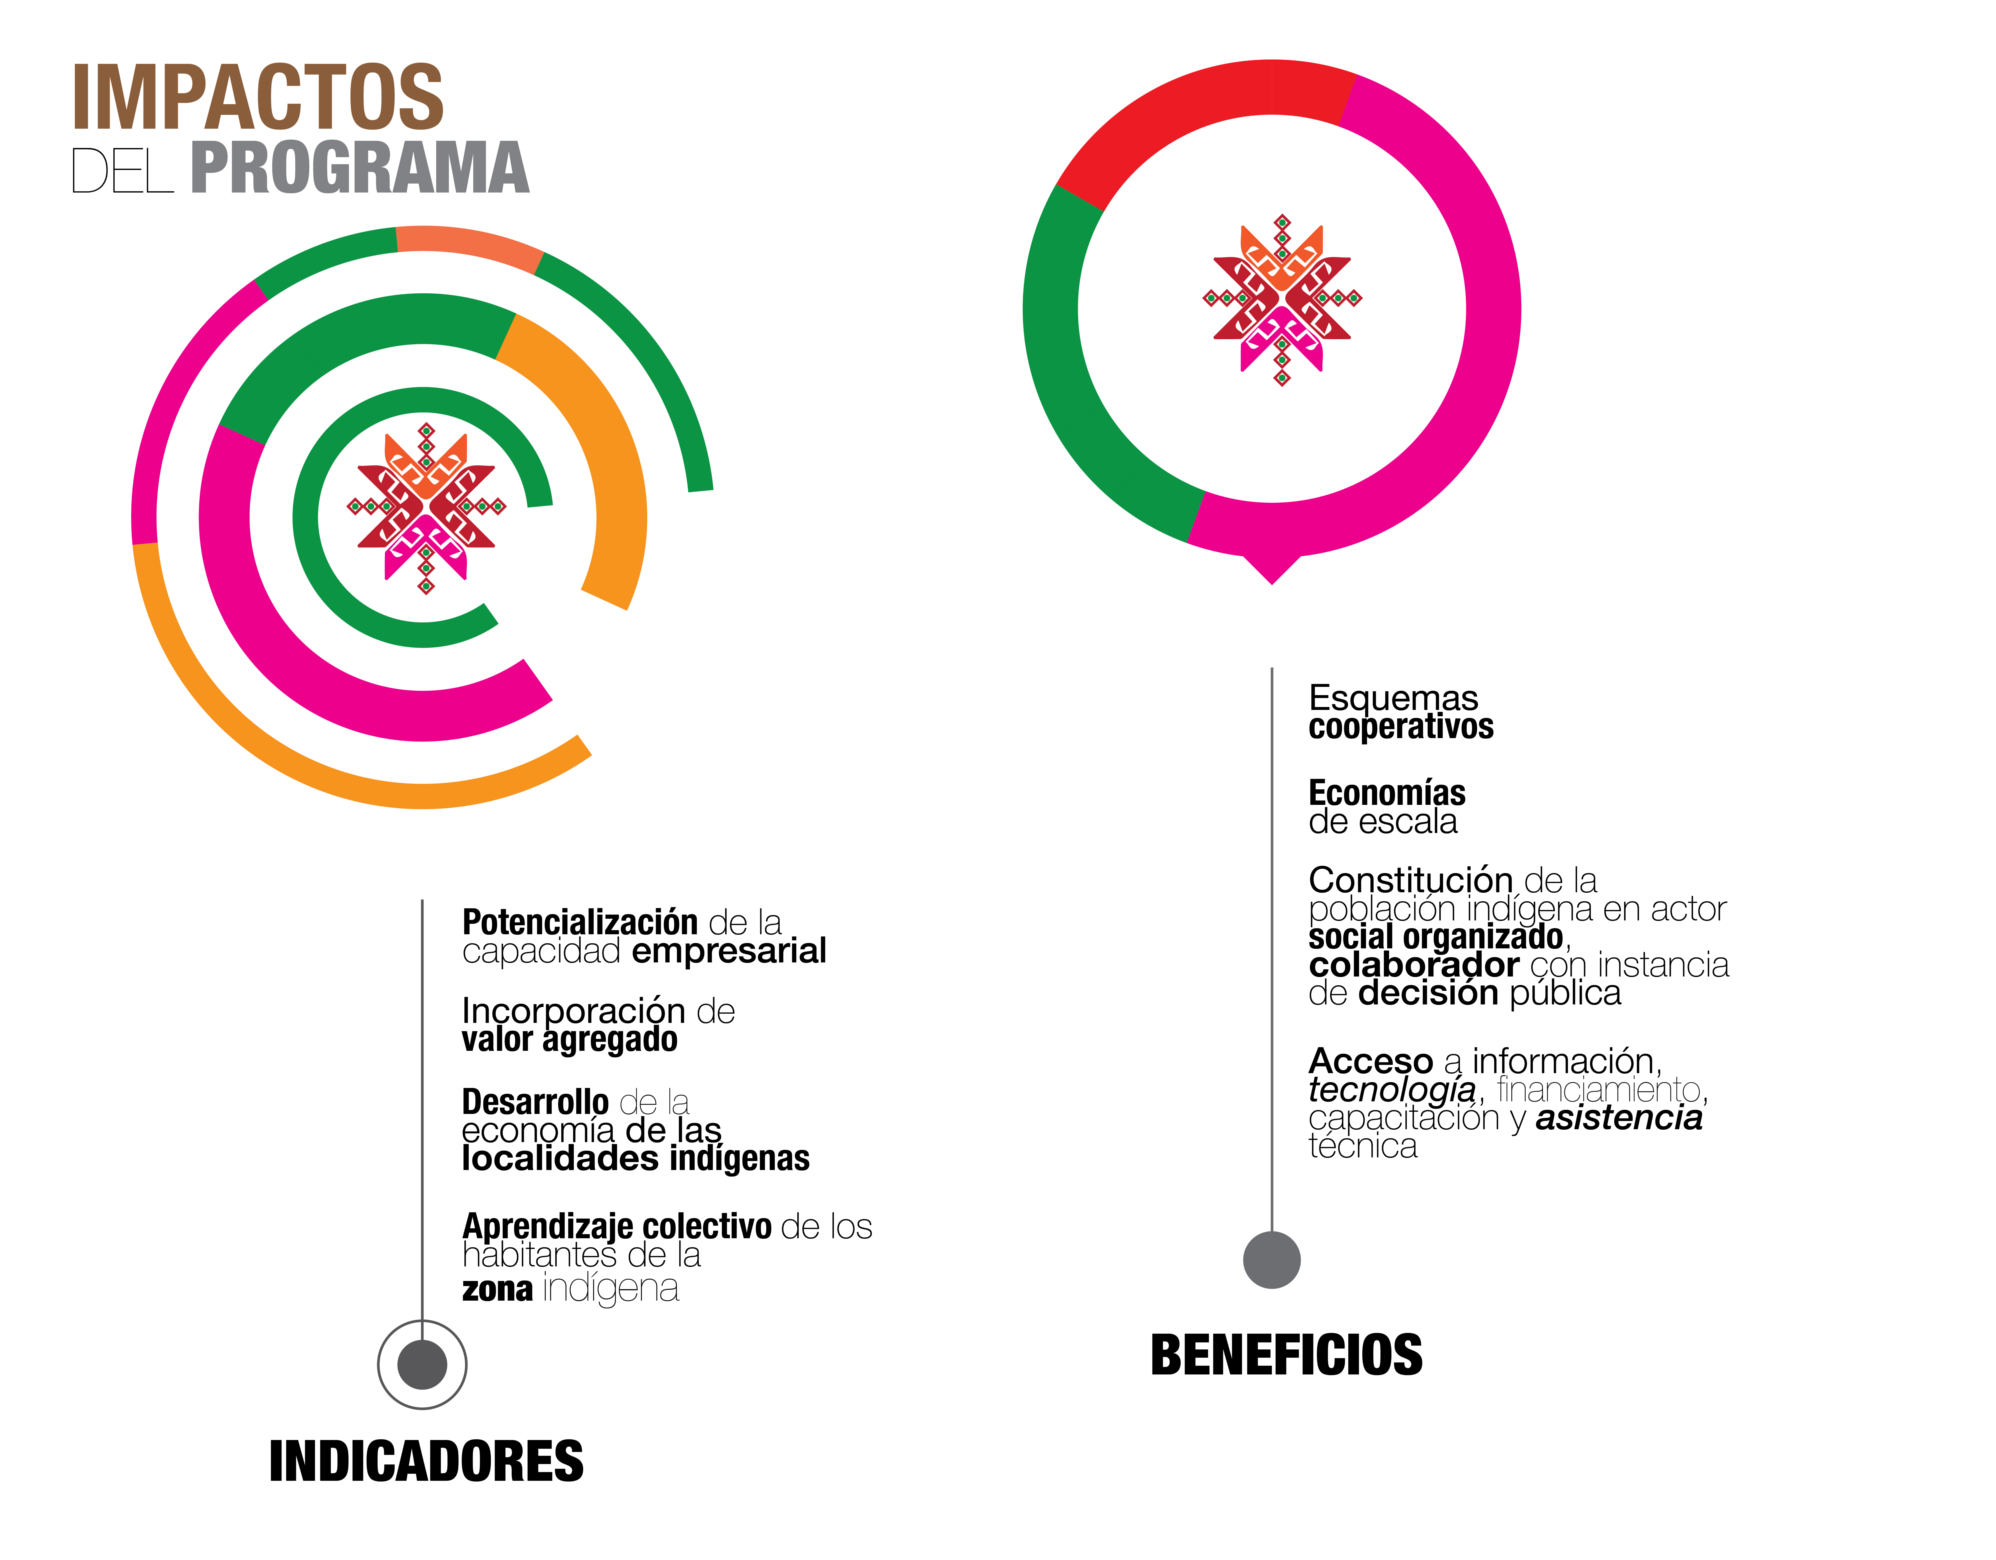 IMPACTOS
DEL PROGRAMA
Potencialización de la
capacidad empresarial
Incorporación de
valor agregado
Desarrollo de la
economía de las
localidades indígenas
Aprendizaje colectivo de los
habitantes de la
zona indígena
INDICADORES
Esquemas
cooperativos
Economías
de escala
Constitución de la
población indígena en actor
social organizado,
colaborador con instancia
de decisión pública
Acceso a información,
tecnología, financiamiento,
capacitación y asistencia
técnica
BENEFICIOS